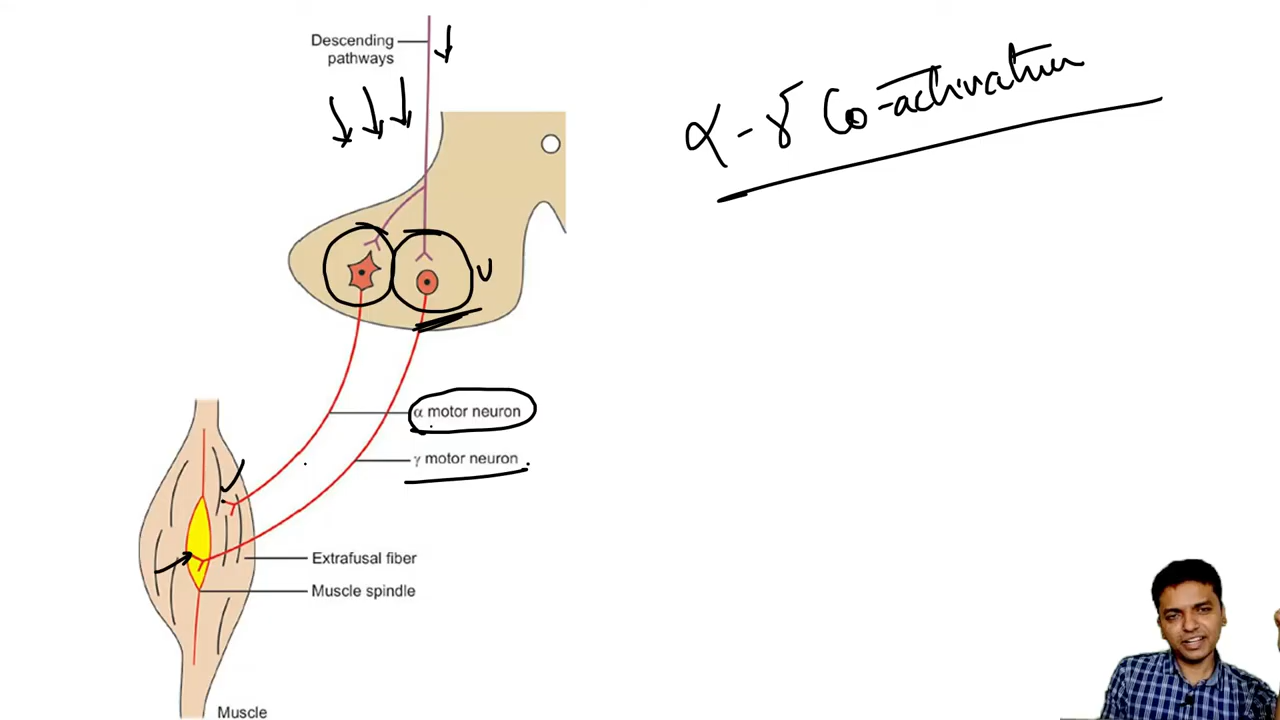 Descending
pathways
α - γ Co-activation
α motor neuron
γ motor neuron
Extrafusal fiber
Muscle spindle
Muscle